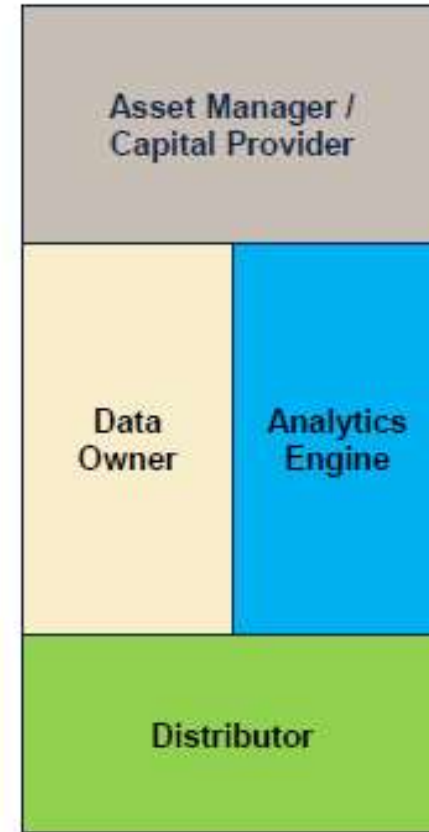 Asset Manager /
Capital Provider
Data
Owner
Analytics
Engine
Distributor